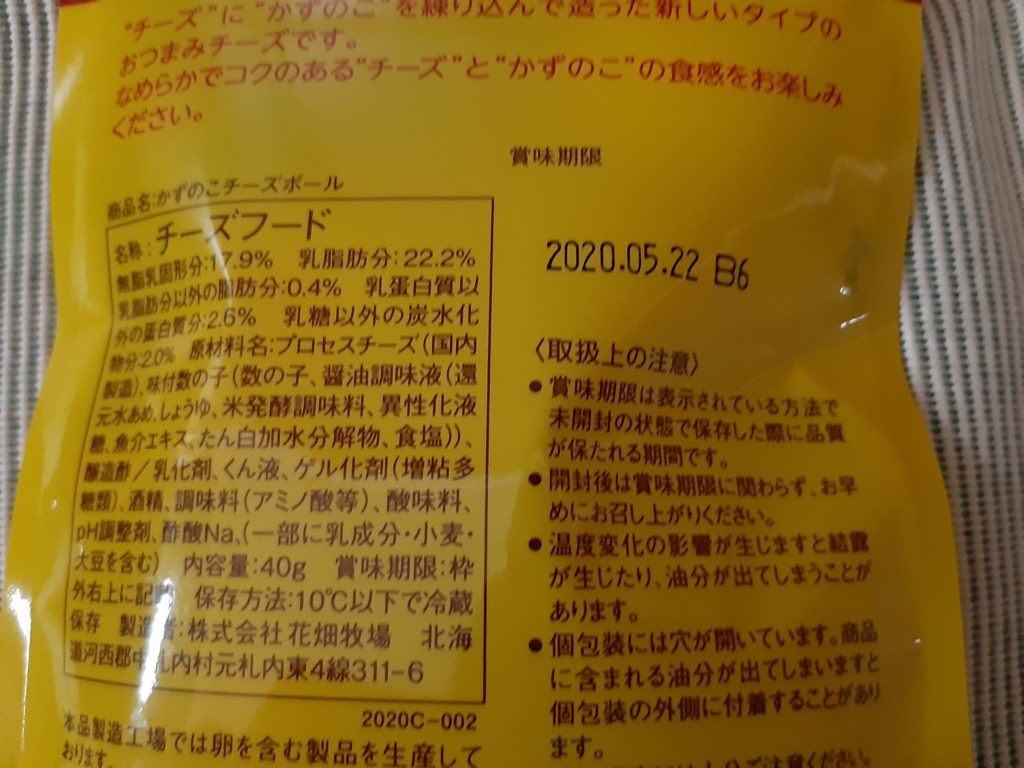 "チーズ"に"かずのこ"を練り込んで造った新しいタイプの
おつまみチーズです。
なめらかでコクのある"チーズ"と"かずのこ"の食感をお楽しみ
ください。
賞味期限
2020.05.22 B6
商品名:かずのこチーズボール
名称:チーズフード
無脂乳固形分:17.9% 乳脂肪分:22.2%
乳脂肪分以外の脂肪分:0.4% 乳蛋白質以
外の蛋白質分:2.6% 乳糖以外の炭水化
物分:2.0% 原材料名:プロセスチーズ(国内
製造)、味付数の子(数の子、醤油調味液(還
元水あめ、しょうゆ、米発酵調味料、異性化液
糖、魚介エキス、たん白加水分解物、食塩))、
醸造酢/乳化剤、くん液、ゲル化剤(増粘多
糖類)、酒精、調味料(アミノ酸等)、酸味料、
pH調整剤、酢酸Na、(一部に乳成分・小麦・
大豆を含む) 内容量:40g 賞味期限:枠
外右上に記 保存方法:10℃以下で冷蔵
保存 製造者:株式会社花畑牧場 北海
道河西郡中札内村元札内東4線311-6
2020C-002
本品製造工場では卵を含む製品を生産して
おります。
〈取扱上の注意〉
●賞味期限は表示されている方法で
未開封の状態で保存した際に品質
が保たれる期間です。
●開封後は賞味期限に関わらず、お早
めにお召し上がりください。
●温度変化の影響が生じますと結露
が生じたり、油分が出てしまうことが
あります。
●個包装には穴が開いています。商品
に含まれる油分が出てしまいますと
個包装の外側に付着することがあり
ます。
ご注意ください。